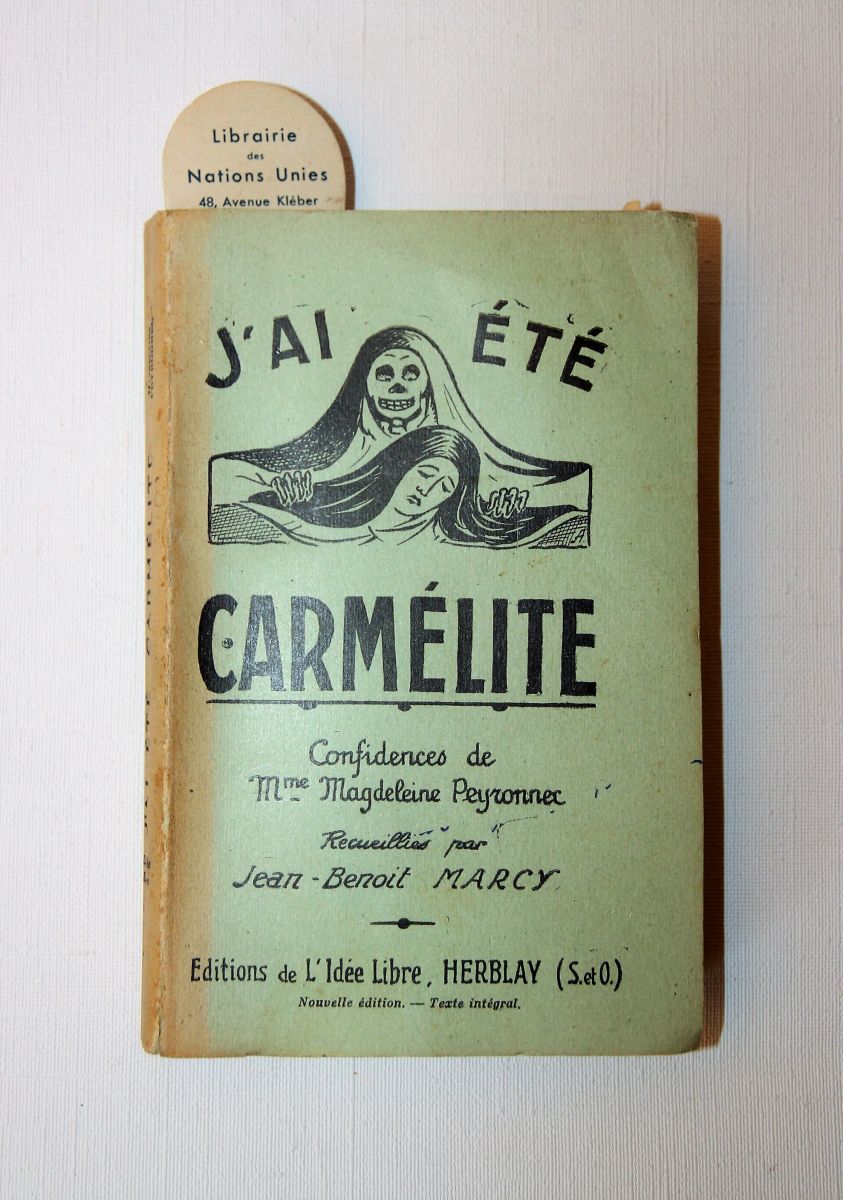 Librairie
des
Nations Unies
48, Avenue Kléber
J'AI ÉTÉ
CARMÉLITE
Confidences de
Mme Magdeleine Peyronnec
Recueillies par
Jean-Benoit MARCY
Editions de L'Idée Libre, HERBLAY (S.et O.)
Nouvelle édition. — Texte intégral.
A.
CARMÉLITE